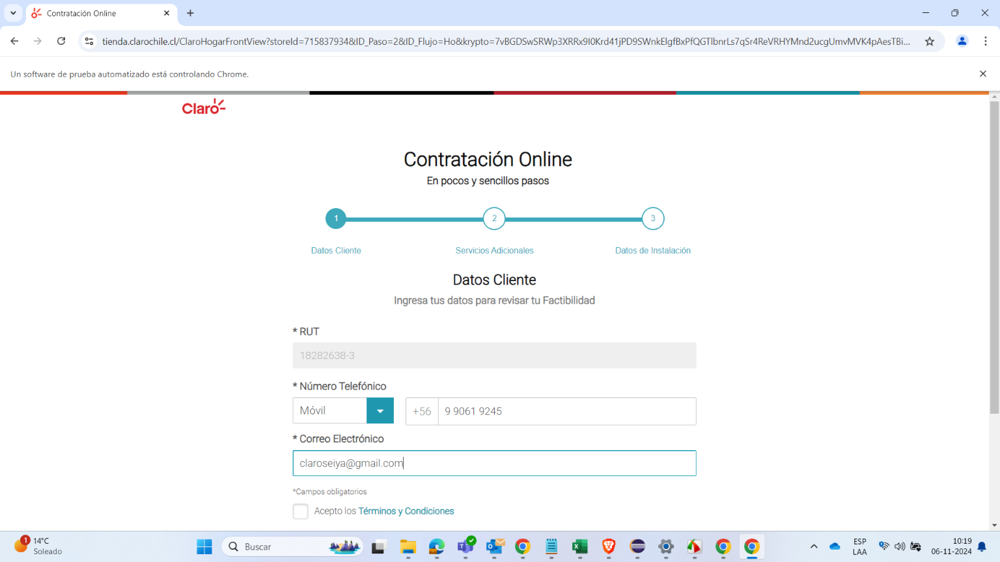 Contratación Online
tienda.clarochile.cl/ClaroHogarFrontView?storeId=715837934&ID_Paso=2&ID_Flujo=Ho&krypto=7vBGDSwSRWp3XRRx9I0Krd41jPD9SWnkElgfBxPfQGTlbnrLs7qSr4ReVRHYMnd2ucgUmvMVK4pAesTBi...
Un software de prueba automatizado está controlando Chrome.
Claro
Contratación Online
En pocos y sencillos pasos
1 2 3
Datos Cliente Servicios Adicionales Datos de Instalación
Datos Cliente
Ingresa tus datos para revisar tu Factibilidad
* RUT
18282638-3
* Número Telefónico
Móvil +56 9 9061 9245
* Correo Electrónico
claroseiya@gmail.com
*Campos obligatorios
Acepto los Términos y Condiciones
1 14°C
Soleado
Buscar
ESP
LAA
10:19
06-11-2024